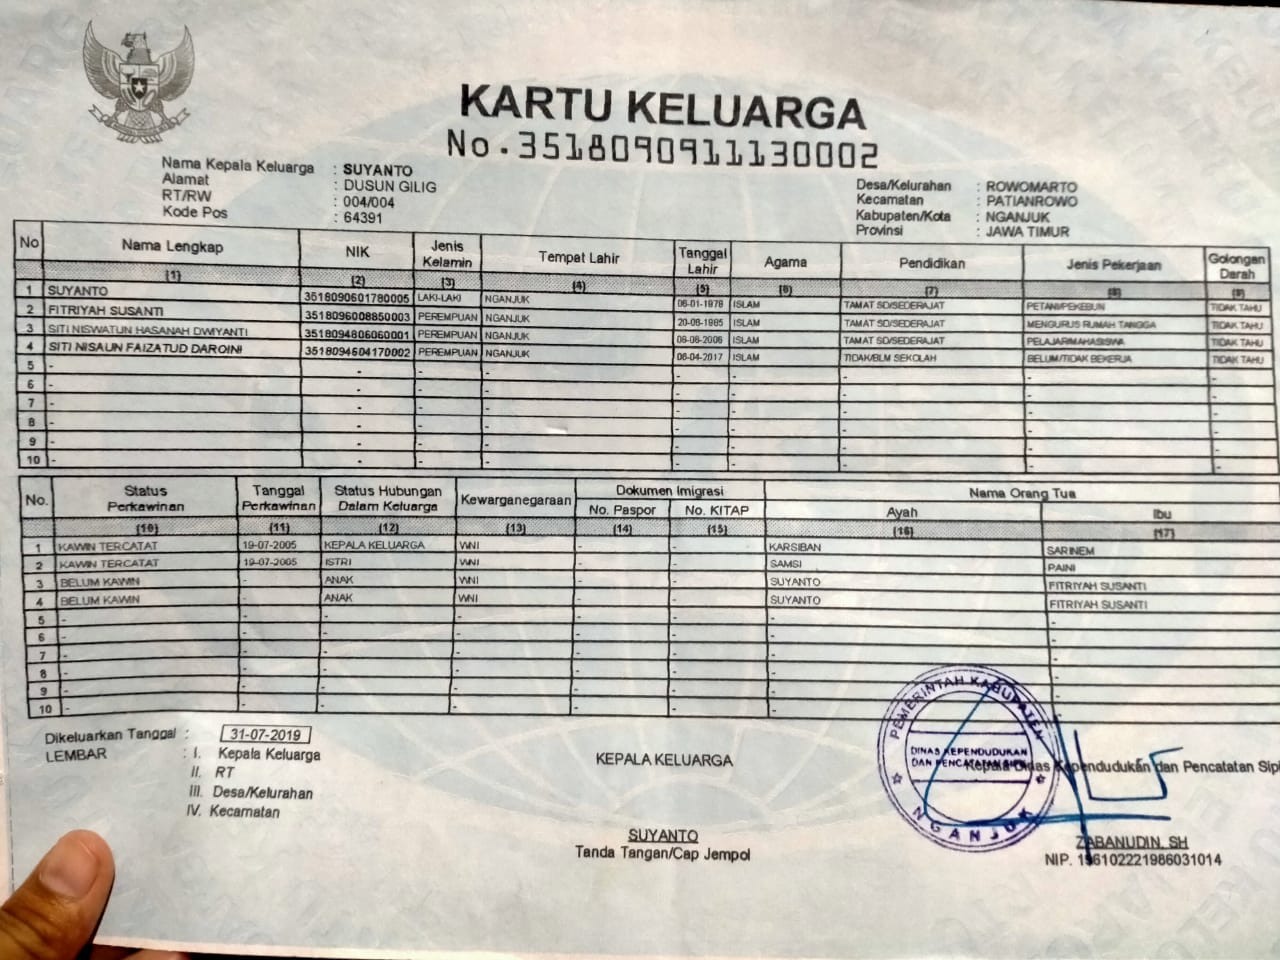 KARTU KELUARGA
No.3518090911130002
Nama Kepala Keluarga : SUYANTO
Alamat : DUSUN GILIG
RT/RW : 004/004
Kode Pos : 64391
Desa/Kelurahan : ROWOMARTO
Kecamatan : PATIANROWO
Kabupaten/Kota : NGANJUK
Provinsi : JAWA TIMUR
No Nama Lengkap NIK Jenis Kelamin Tempat Lahir Tanggal Lahir Agama Pendidikan Jenis Pekerjaan Golongan Darah
(1) (2) (3) (4) (5) (6) (7) (8) (9)
1 SUYANTO 3518090601780005 LAKI-LAKI NGANJUK 06-01-1978 ISLAM TAMAT SD/SEDERAJAT PETANI/PEKEBUN TIDAK TAHU
2 FITRIYAH SUSANTI 3518096008850003 PEREMPUAN NGANJUK ISLAM TAMAT SD/SEDERAJAT MENGURUS RUMAH TANGGA TIDAK TAHU
3 SITI NISWATUN HASANAH DWIYANTI 3518094806060001 PEREMPUAN NGANJUK ISLAM TAMAT SD/SEDERAJAT PELAJAR/MAHASISWA TIDAK TAHU
4 SITI NISAUN FAIZATUD DAROINI 3518094604170002 PEREMPUAN NGANJUK 06-04-2017 ISLAM TIDAK/BLM SEKOLAH BELUM/TIDAK BEKERJA TIDAK TAHU
5 - - - - - - - - -
6 - - - - - - - - -
7 - - - - - - - - -
8 - - - - - - - - -
9 - - - - - - - - -
10 - - - - - - - - -
No. Status Perkawinan Tanggal Perkawinan Status Hubungan Dalam Keluarga Kewarganegaraan Dokumen Imigrasi Nama Orang Tua
No. Paspor No. KITAP Ayah Ibu
(10) (11) (12) (13) (14) (15) (16) (17)
1 KAWIN TERCATAT 19-07-2005 KEPALA KELUARGA WNI - - KARSIBAN SARINEM
2 KAWIN TERCATAT 19-07-2005 ISTRI WNI - - SAMSI PAINI
3 BELUM KAWIN - ANAK WNI - - SUYANTO FITRIYAH SUSANTI
4 BELUM KAWIN - ANAK WNI - - SUYANTO FITRIYAH SUSANTI
5 - - - - - - - -
6 - - - - - - - -
7 - - - - - - - -
8 - - - - - - - -
9 - - - - - - - -
10 - - - - - - - -
Dikeluarkan Tanggal : 31-07-2019
LEMBAR : I. Kepala Keluarga
II. RT
III. Desa/Kelurahan
IV. Kecamatan
KEPALA KELUARGA
SUYANTO
Tanda Tangan/Cap Jempol
PEMERINTAH KABUPATEN
DINAS KEPENDUDUKAN
DAN PENCATATAN SIPIL
NGANJUK
Kepala Dinas Kependudukan dan Pencatatan Sipi
ZABANUDIN, SH
NIP. 196102221986031014